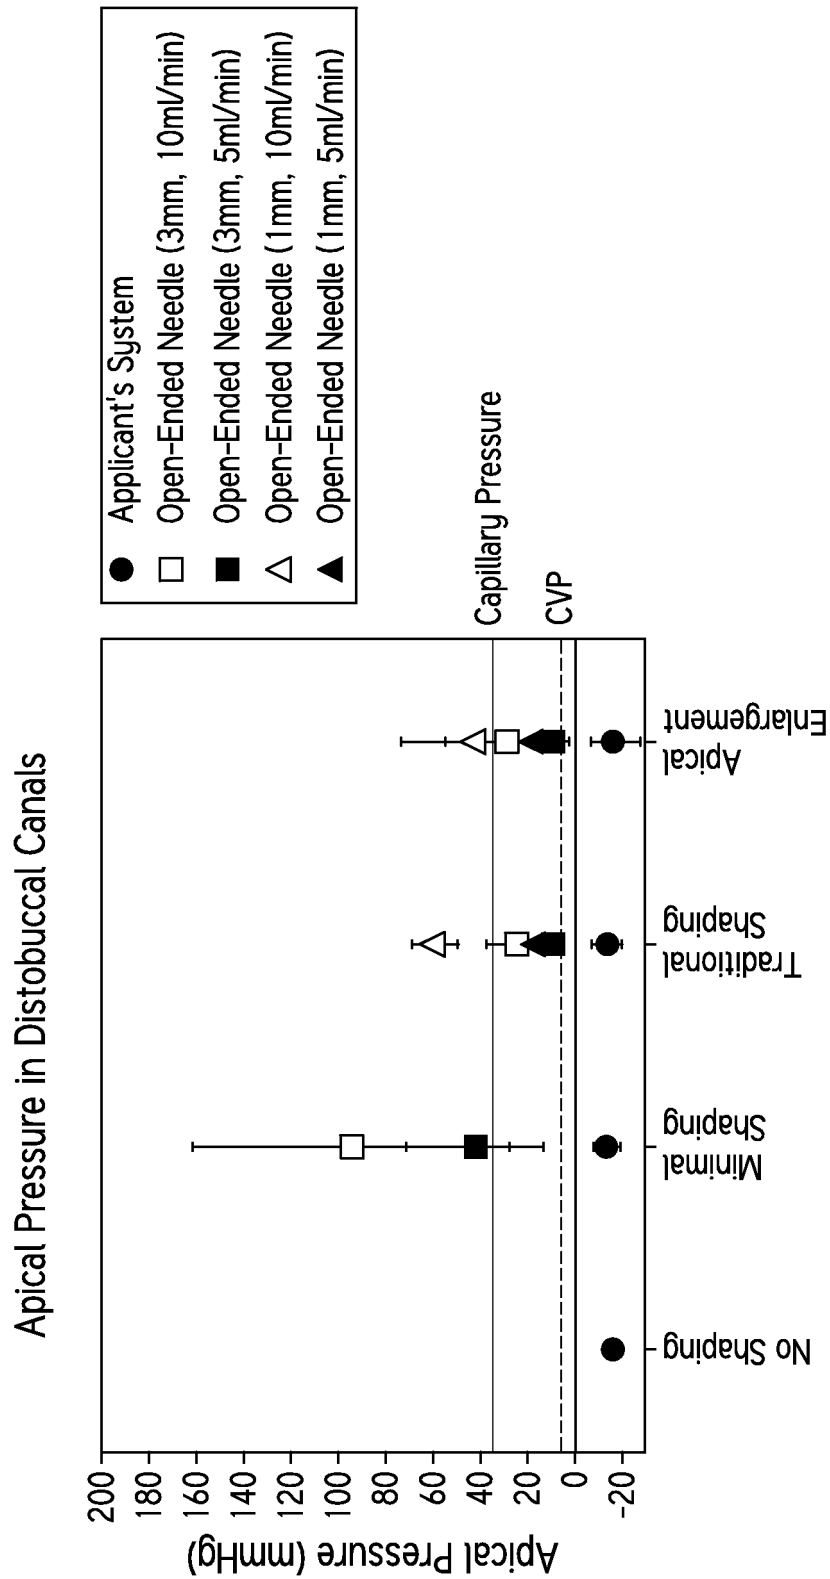 Apical Pressure in Distobuccal Canals
Apical Pressure (mmHg)
200
180
160
140
120
100
80
60
40
20
0
-20
No Shaping
Minimal
Shaping
Traditional
Shaping
Apical
Enlargement
Capillary Pressure
CVP
Applicant's System
Open-Ended Needle (3mm, 10ml/min)
Open-Ended Needle (3mm, 5ml/min)
Open-Ended Needle (1mm, 10ml/min)
Open-Ended Needle (1mm, 5ml/min)